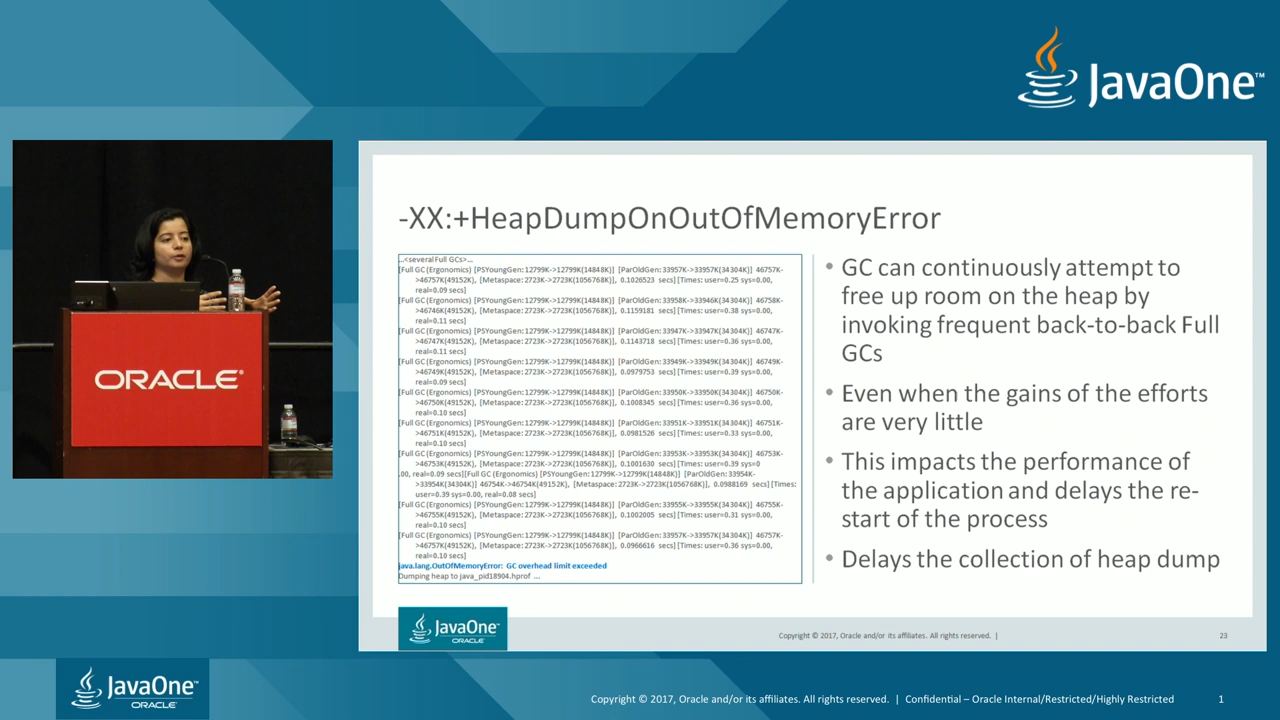 JavaOne™
ORACLE®
-XX:+HeapDumpOnOutOfMemoryError
...<several Full GCs>...
[Full GC (Ergonomics) [PSYoungGen: 12799K->12799K(14848K)] [ParOldGen: 33957K->33957K(34304K)] 46757K-
>46757K(49152K), [Metaspace: 2723K->2723K(1056768K)], 0.1026523 secs] [Times: user=0.25 sys=0.00,
real=0.09 secs]
[Full GC (Ergonomics) [PSYoungGen: 12799K->12799K(14848K)] [ParOldGen: 33958K->33946K(34304K)] 46758K-
>46746K(49152K), [Metaspace: 2723K->2723K(1056768K)], 0.1159181 secs] [Times: user=0.38 sys=0.00,
real=0.11 secs]
[Full GC (Ergonomics) [PSYoungGen: 12799K->12799K(14848K)] [ParOldGen: 33947K->33947K(34304K)] 46747K-
>46747K(49152K), [Metaspace: 2723K->2723K(1056768K)], 0.1143718 secs] [Times: user=0.36 sys=0.00,
real=0.11 secs]
[Full GC (Ergonomics) [PSYoungGen: 12799K->12799K(14848K)] [ParOldGen: 33949K->33949K(34304K)] 46749K-
>46749K(49152K), [Metaspace: 2723K->2723K(1056768K)], 0.0979753 secs] [Times: user=0.39 sys=0.00,
real=0.09 secs]
[Full GC (Ergonomics) [PSYoungGen: 12799K->12799K(14848K)] [ParOldGen: 33950K->33950K(34304K)] 46750K-
>46750K(49152K), [Metaspace: 2723K->2723K(1056768K)], 0.1008345 secs] [Times: user=0.36 sys=0.00,
real=0.10 secs]
[Full GC (Ergonomics) [PSYoungGen: 12799K->12799K(14848K)] [ParOldGen: 33951K->33951K(34304K)] 46751K-
>46751K(49152K), [Metaspace: 2723K->2723K(1056768K)], 0.0981526 secs] [Times: user=0.33 sys=0.00,
real=0.10 secs]
[Full GC (Ergonomics) [PSYoungGen: 12799K->12799K(14848K)] [ParOldGen: 33953K->33953K(34304K)] 46753K-
>46753K(49152K), [Metaspace: 2723K->2723K(1056768K)], 0.1001630 secs] [Times: user=0.39 sys=0
.00, real=0.09 secs][Full GC (Ergonomics) [PSYoungGen: 12799K->12799K(14848K)] [ParOldGen: 33954K-
>33954K(34304K)] 46754K->46754K(49152K), [Metaspace: 2723K->2723K(1056768K)], 0.0988169 secs] [Times:
user=0.39 sys=0.00, real=0.08 secs]
[Full GC (Ergonomics) [PSYoungGen: 12799K->12799K(14848K)] [ParOldGen: 33955K->33955K(34304K)] 46755K-
>46755K(49152K), [Metaspace: 2723K->2723K(1056768K)], 0.1002005 secs] [Times: user=0.31 sys=0.00,
real=0.10 secs]
[Full GC (Ergonomics) [PSYoungGen: 12799K->12799K(14848K)] [ParOldGen: 33957K->33957K(34304K)] 46757K-
>46757K(49152K), [Metaspace: 2723K->2723K(1056768K)], 0.0966616 secs] [Times: user=0.36 sys=0.00,
real=0.10 secs]
java.lang.OutOfMemoryError: GC overhead limit exceeded
Dumping heap to java_pid18904.hprof ...
• GC can continuously attempt to
free up room on the heap by
invoking frequent back-to-back Full
GCs
• Even when the gains of the efforts
are very little
• This impacts the performance of
the application and delays the re-
start of the process
• Delays the collection of heap dump
JavaOne™
ORACLE®
Copyright © 2017, Oracle and/or its affiliates. All rights reserved. |
23
JavaOne™
ORACLE®
Copyright © 2017, Oracle and/or its affiliates. All rights reserved. | Confidential – Oracle Internal/Restricted/Highly Restricted
1